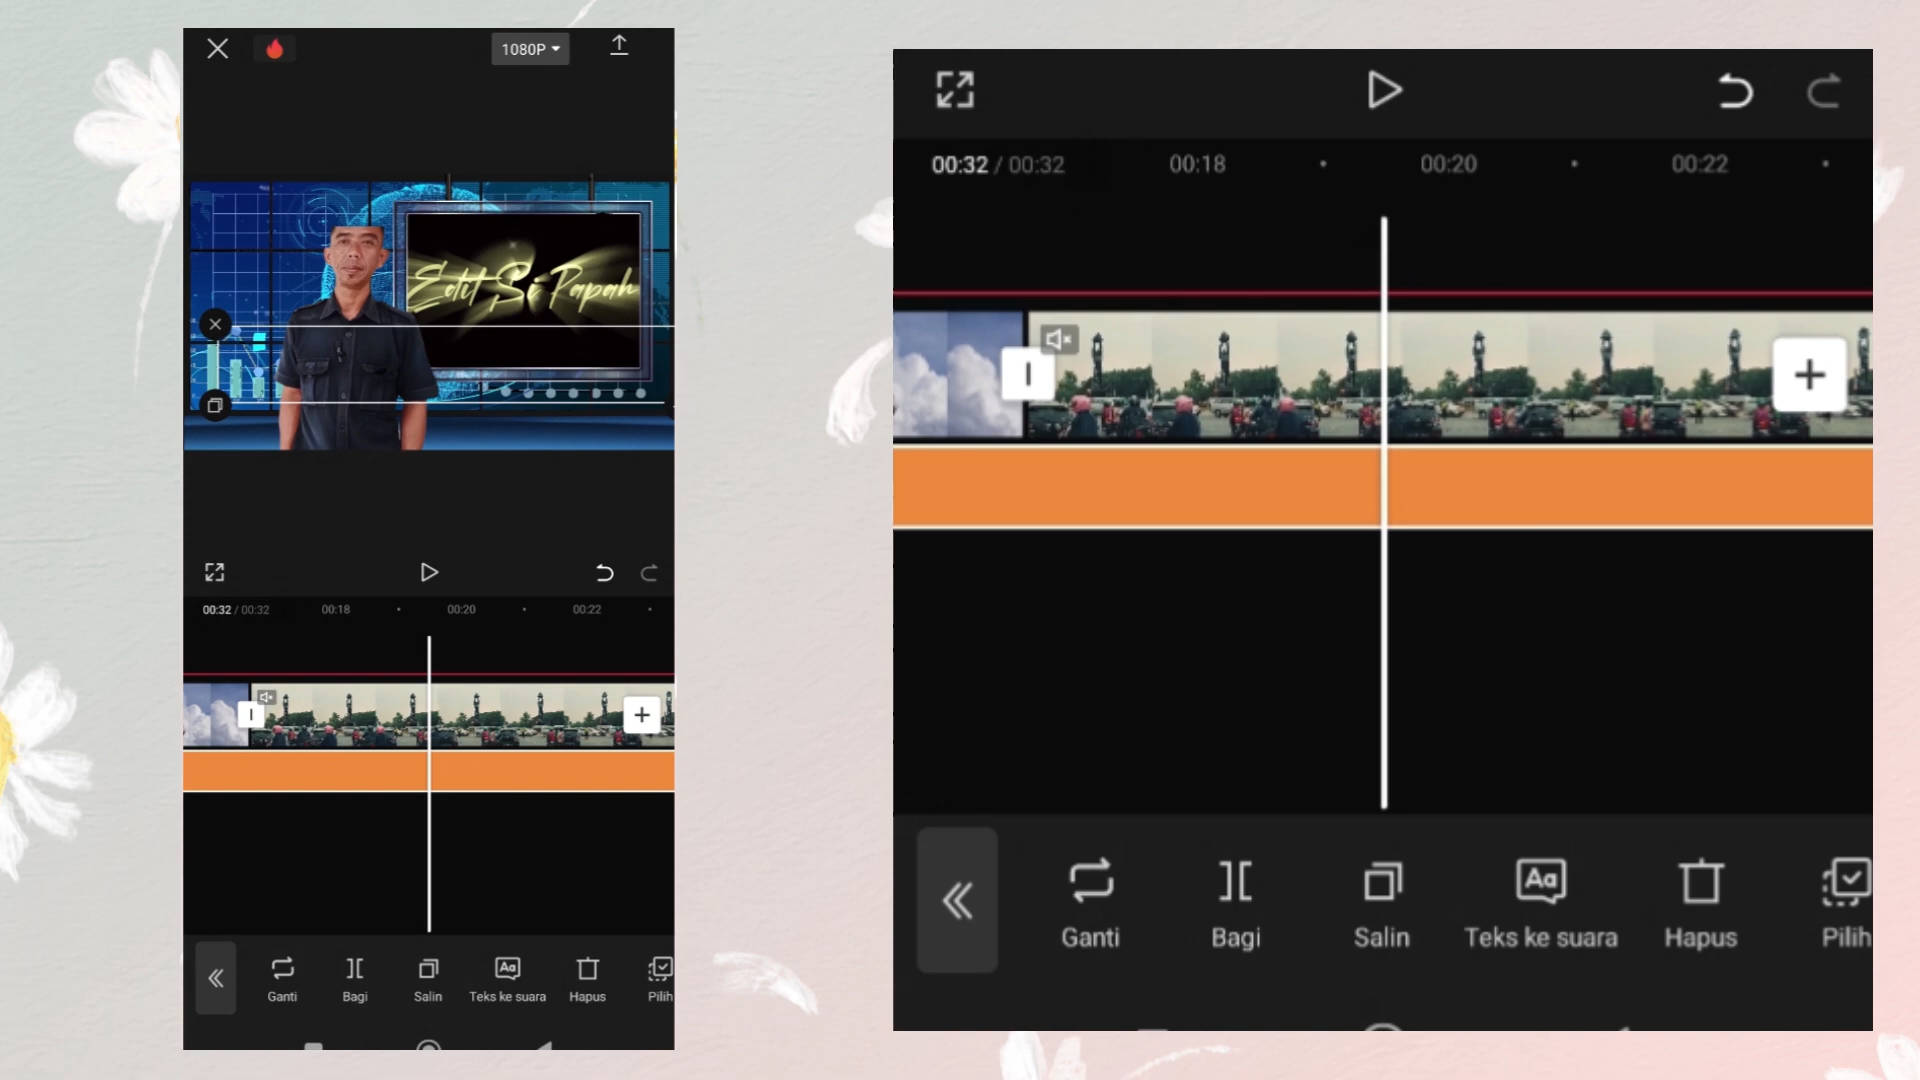 1080P
Edit Si Papah
00:32 / 00:32 00:18 00:20 00:22
Ganti Bagi Salin Teks ke suara Hapus Pilih
00:32 / 00:32 00:18 00:20 00:22
Aa
Ganti Bagi Salin Teks ke suara Hapus Pilih